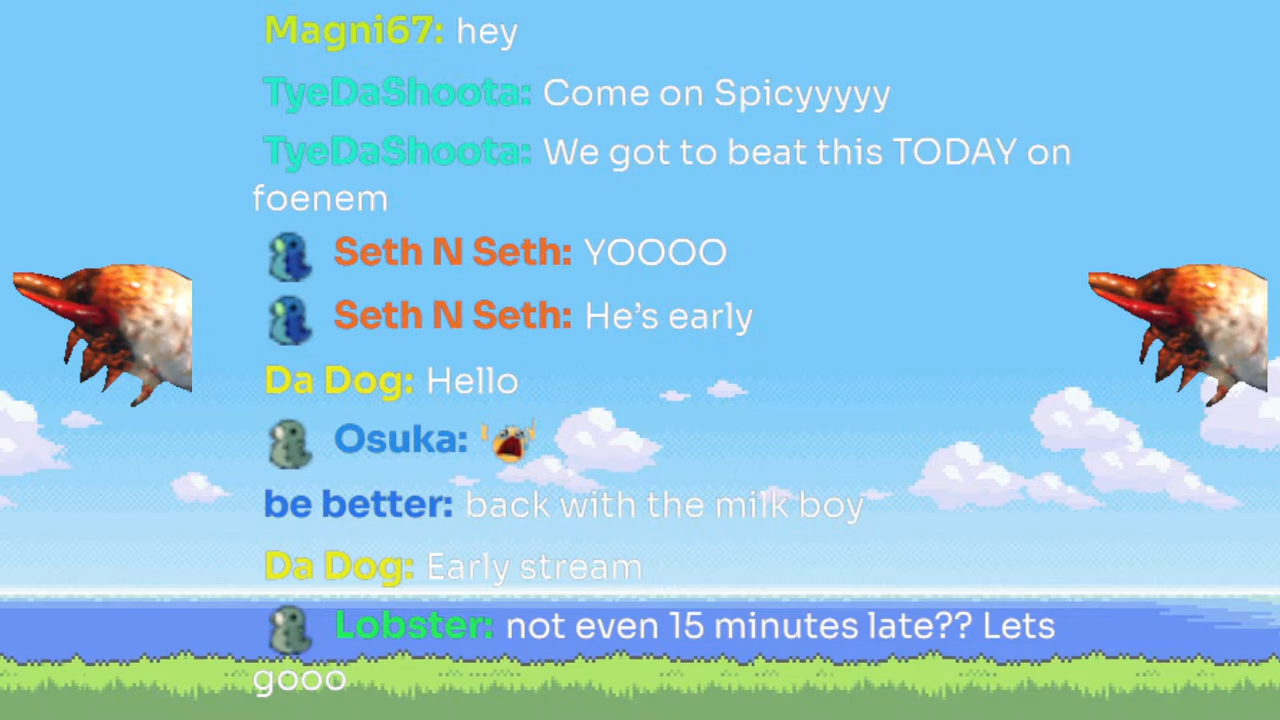 Magni67: hey
TyeDaShoota: Come on Spicyyyyy
TyeDaShoota: We got to beat this TODAY on
foenem
Seth N Seth: YOOOO
Seth N Seth: He's early
Da Dog: Hello
Osuka:
be better: back with the milk boy
Da Dog: Early stream
Lobster: not even 15 minutes late?? Lets
gooo